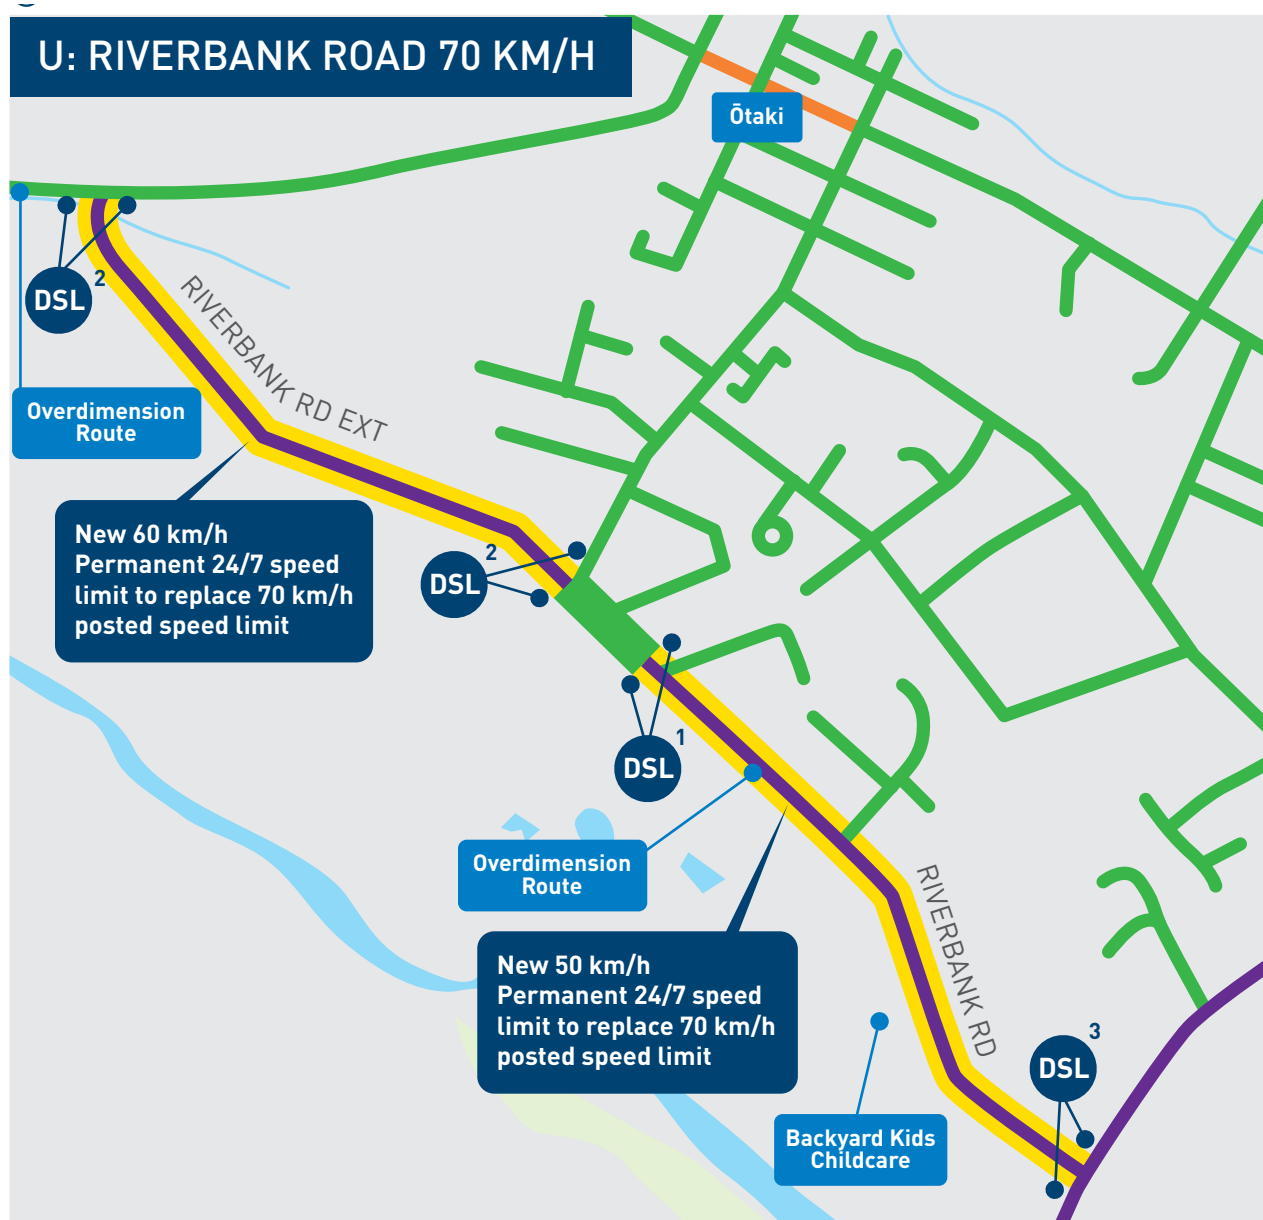 U: RIVERBANK ROAD 70 KM/H
Ōtaki
DSL 2
RIVERBANK RD EXT
Overdimension
Route
New 60 km/h
Permanent 24/7 speed
limit to replace 70 km/h
posted speed limit
DSL 2
DSL 1
Overdimension
Route
RIVERBANK RD
New 50 km/h
Permanent 24/7 speed
limit to replace 70 km/h
posted speed limit
DSL 3
Backyard Kids
Childcare